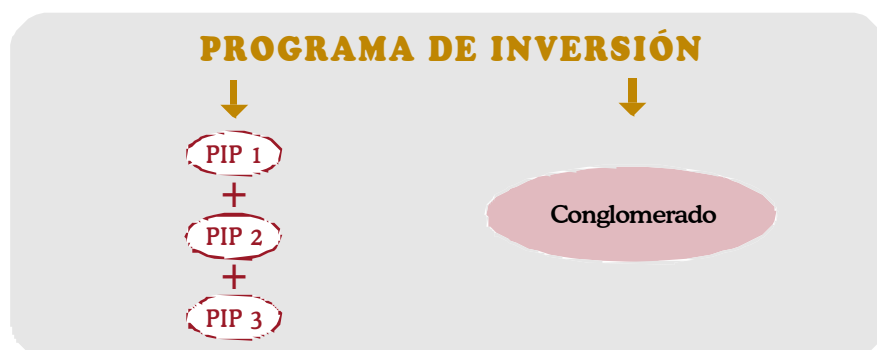 PROGRAMA DE INVERSIÓN
PIP 1
+
PIP 2
+
PIP 3
Conglomerado